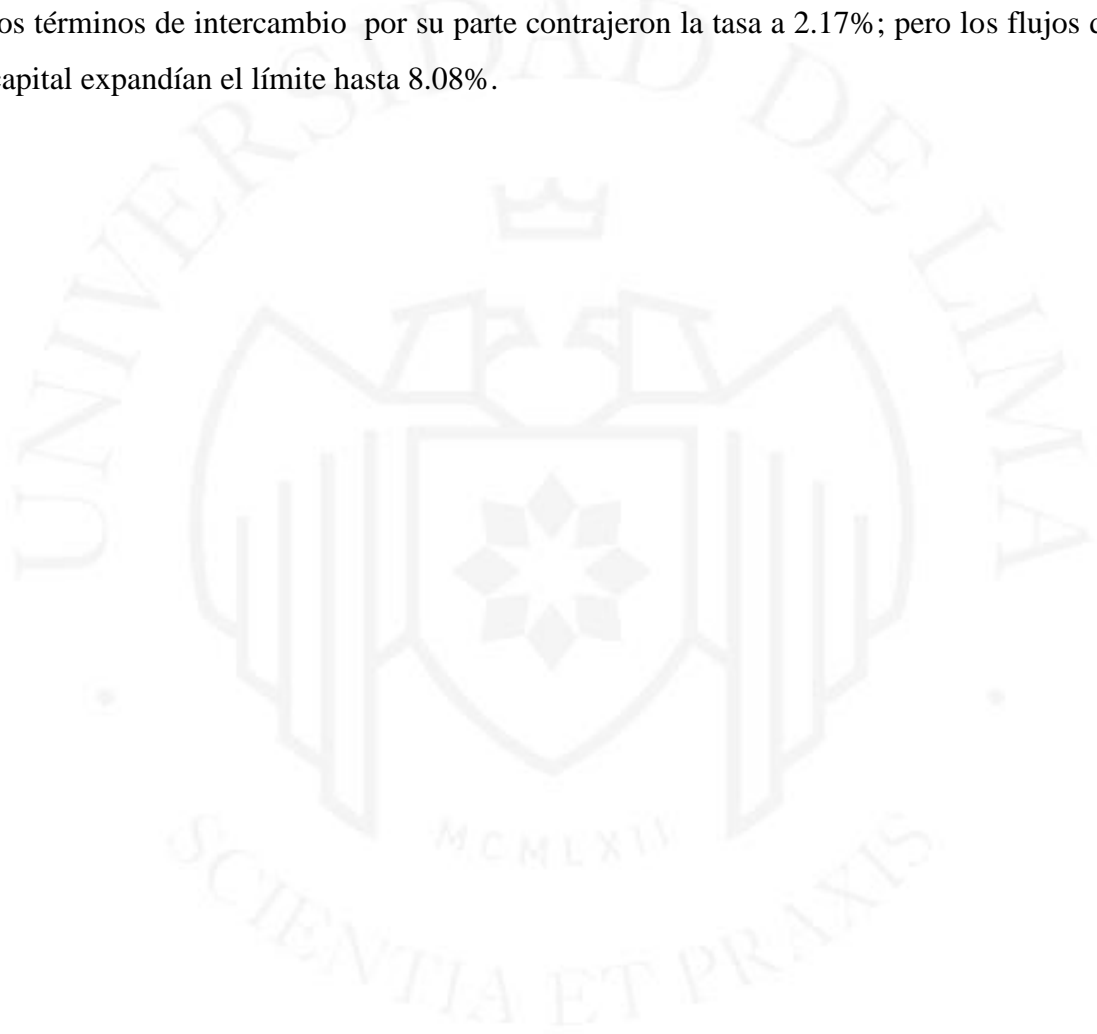 os términos de intercambio  por su parte contrajeron la tasa a 2.17%; pero los flujos
capital expandían el límite hasta 8.08%.
UNIVERSIDAD DE LIMA
MCMLXII
SCIENTIA ET PRAXIS